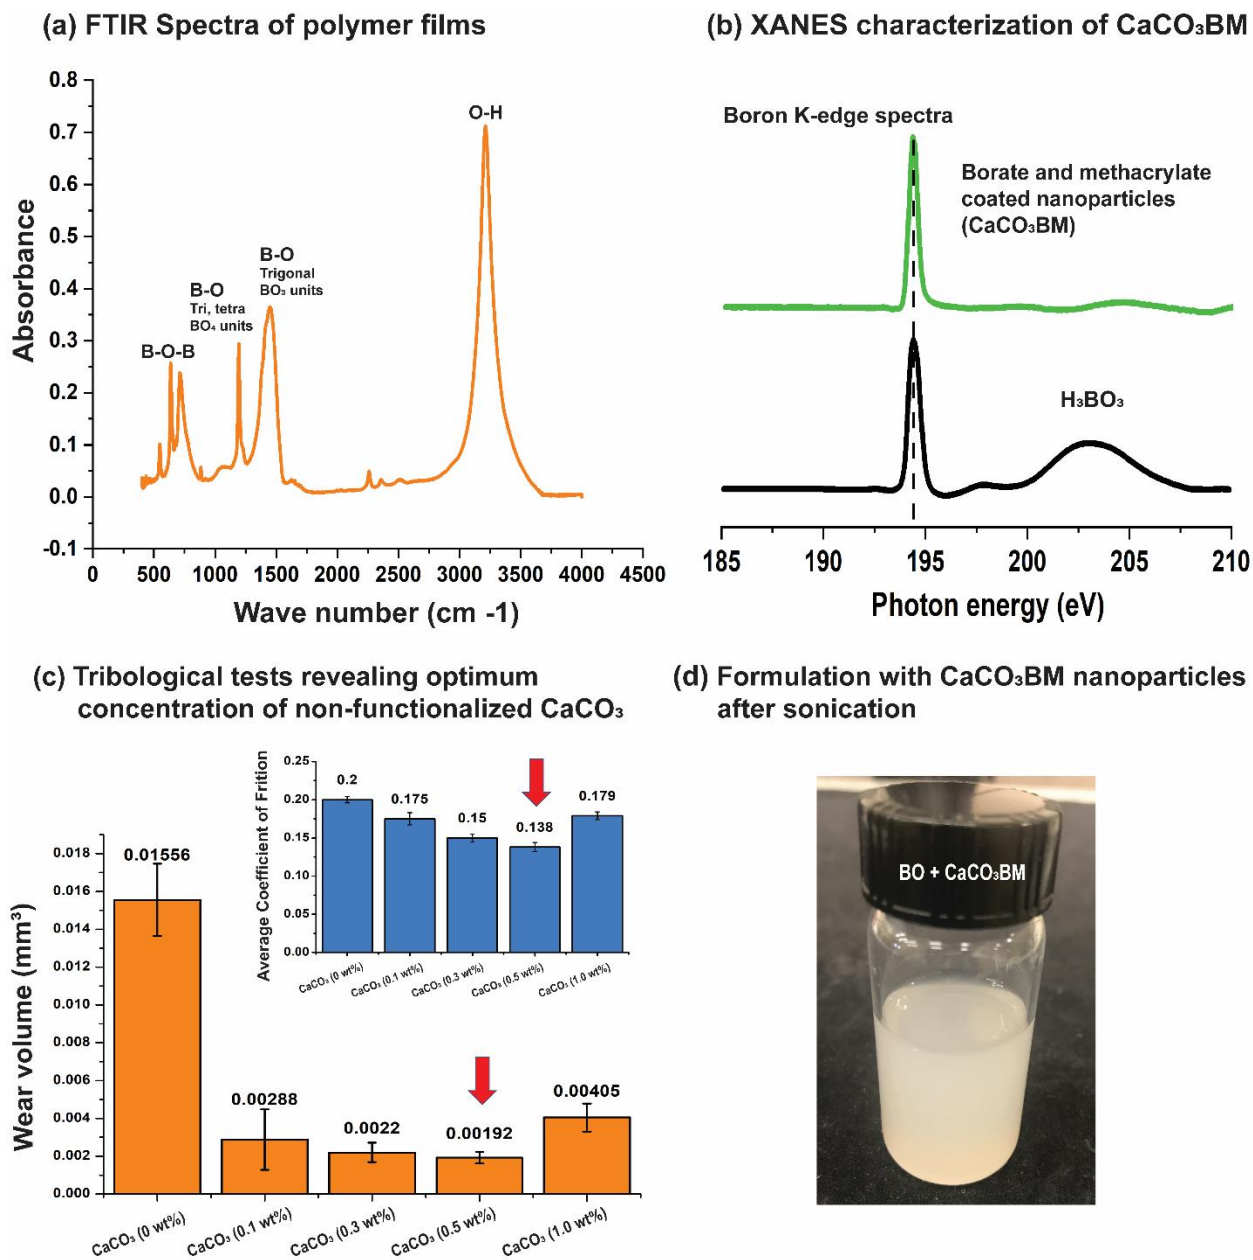 (a) FTIR Spectra of polymer films
0.8
0.7
0.6
0.5
0.4
0.3
0.2
0.1
0.0
-0.1
Absorbance
O-H
B-O
Trigonal
BO₃ units
B-O
Tri, tetra
BO₄ units
B-O-B
0 500 1000 1500 2000 2500 3000 3500 4000 4500
Wave number (cm -1)
(b) XANES characterization of CaCO₃BM
Boron K-edge spectra
Borate and methacrylate
coated nanoparticles
(CaCO₃BM)
H₃BO₃
185 190 195 200 205 210
Photon energy (eV)
(c) Tribological tests revealing optimum
concentration of non-functionalized CaCO₃
Wear volume (mm³)
0.018
0.016
0.014
0.012
0.010
0.008
0.006
0.004
0.002
0.000
0.01556
0.00288
0.0022
0.00192
0.00405
CaCO₃ (0 wt%)
CaCO₃ (0.1 wt%)
CaCO₃ (0.3 wt%)
CaCO₃ (0.5 wt%)
CaCO₃ (1.0 wt%)
Average Coefficient of Frition
0.25
0.20
0.15
0.10
0.05
0.00
0.2
0.175
0.15
0.138
0.179
CaCO₃ (0 wt%)
CaCO₃ (0.1 wt%)
CaCO₃ (0.3 wt%)
CaCO₃ (0.5 wt%)
CaCO₃ (1.0 wt%)
(d) Formulation with CaCO₃BM nanoparticles
after sonication
BO + CaCO₃BM